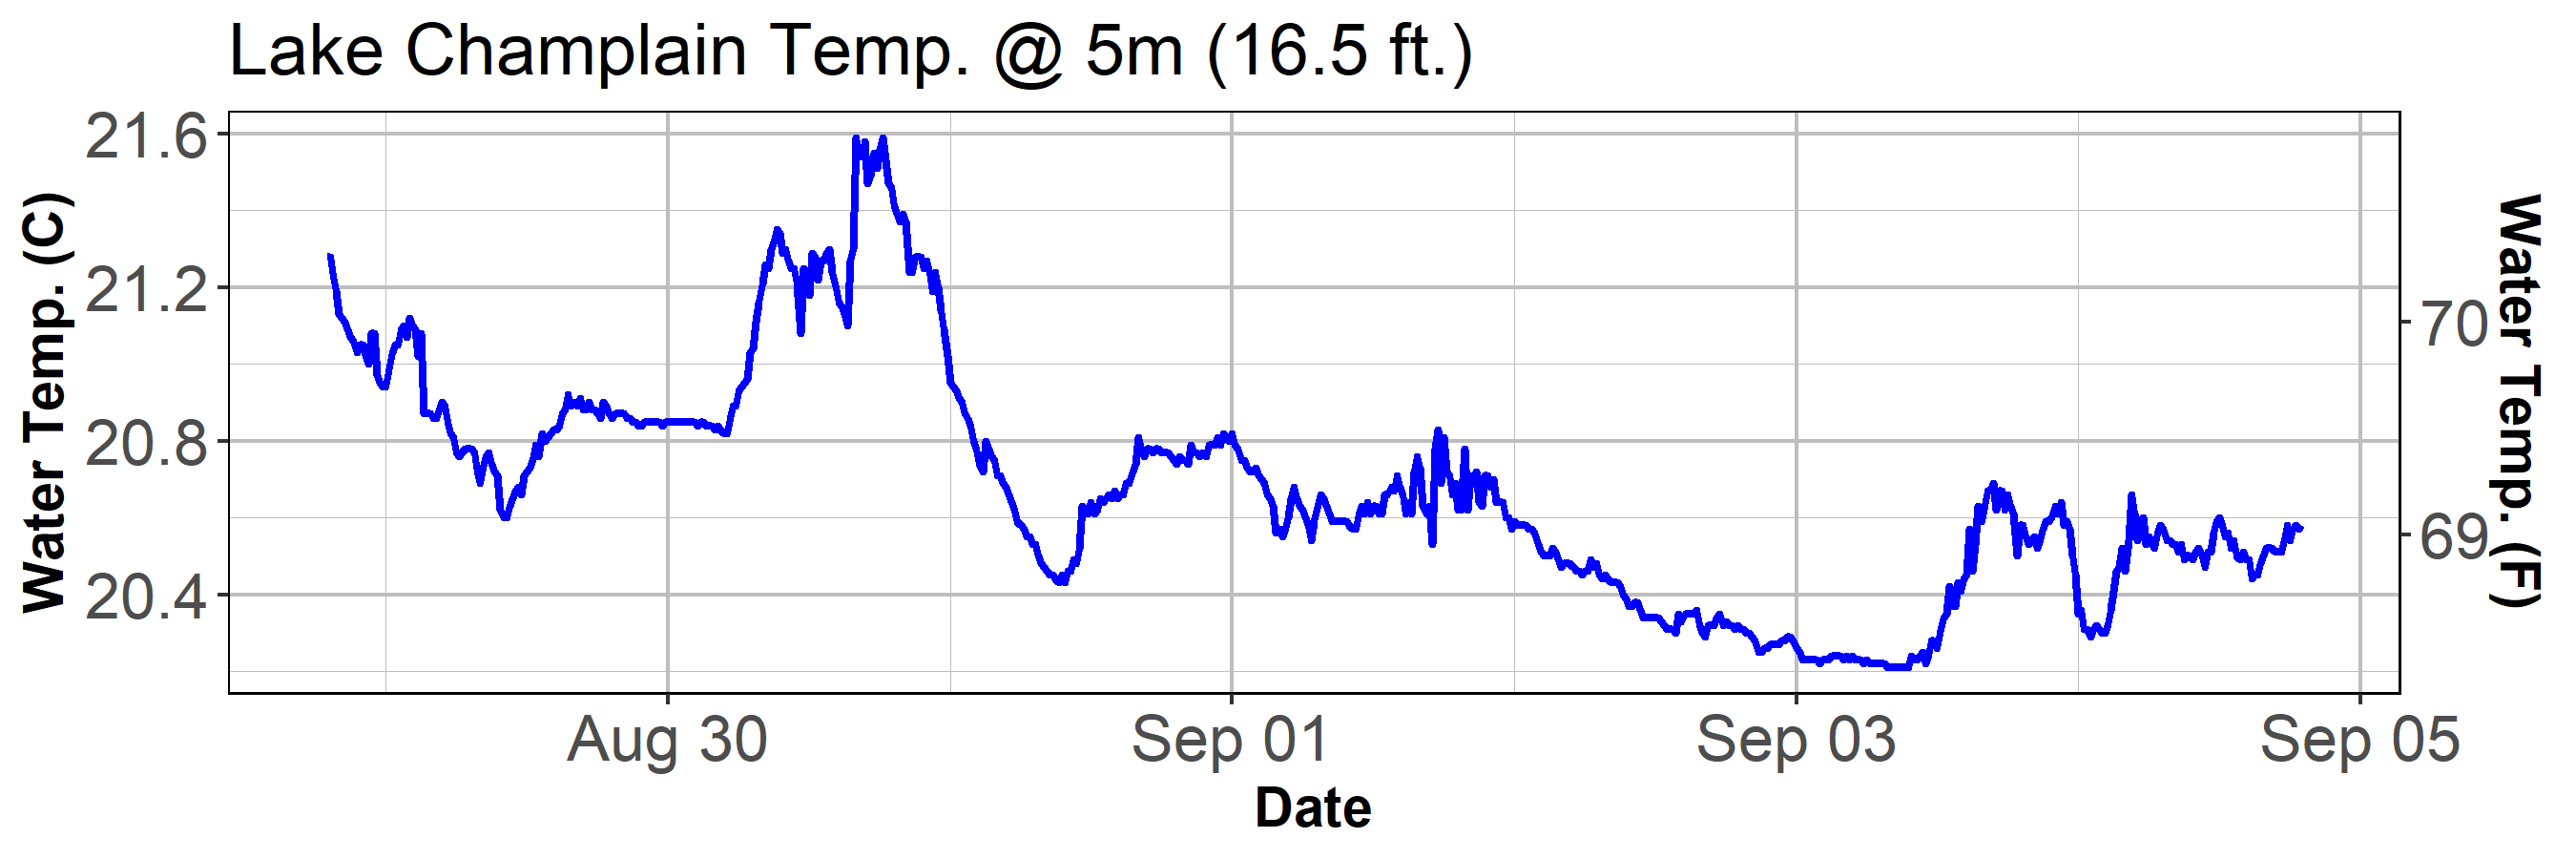 Lake Champlain Temp. @ 5m (16.5 ft.)
Water Temp. (C)
21.6
21.2
20.8
20.4
70
69
Water Temp. (F)
Aug 30
Sep 01
Sep 03
Sep 05
Date